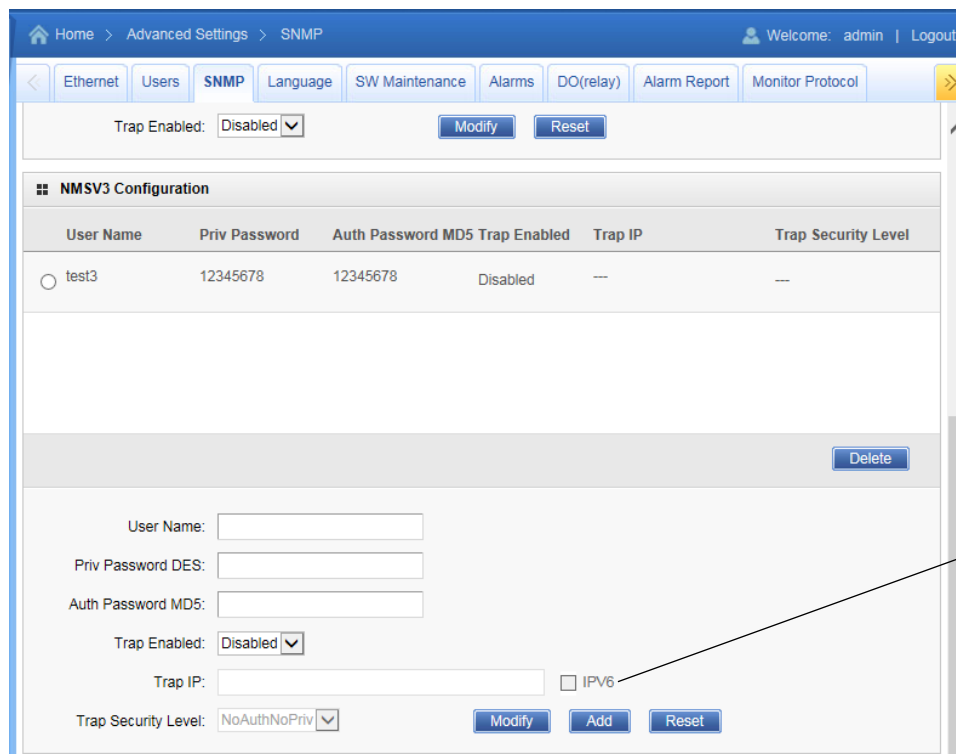 Home > Advanced Settings > SNMP Welcome: admin | Logout
Ethernet Users SNMP Language SW Maintenance Alarms DO(relay) Alarm Report Monitor Protocol
Trap Enabled: Disabled Modify Reset
NMSV3 Configuration
User Name Priv Password Auth Password MD5 Trap Enabled Trap IP Trap Security Level
test3 12345678 12345678 Disabled --- ---
Delete
User Name:
Priv Password DES:
Auth Password MD5:
Trap Enabled: Disabled
Trap IP: IPV6
Trap Security Level: NoAuthNoPriv Modify Add Reset